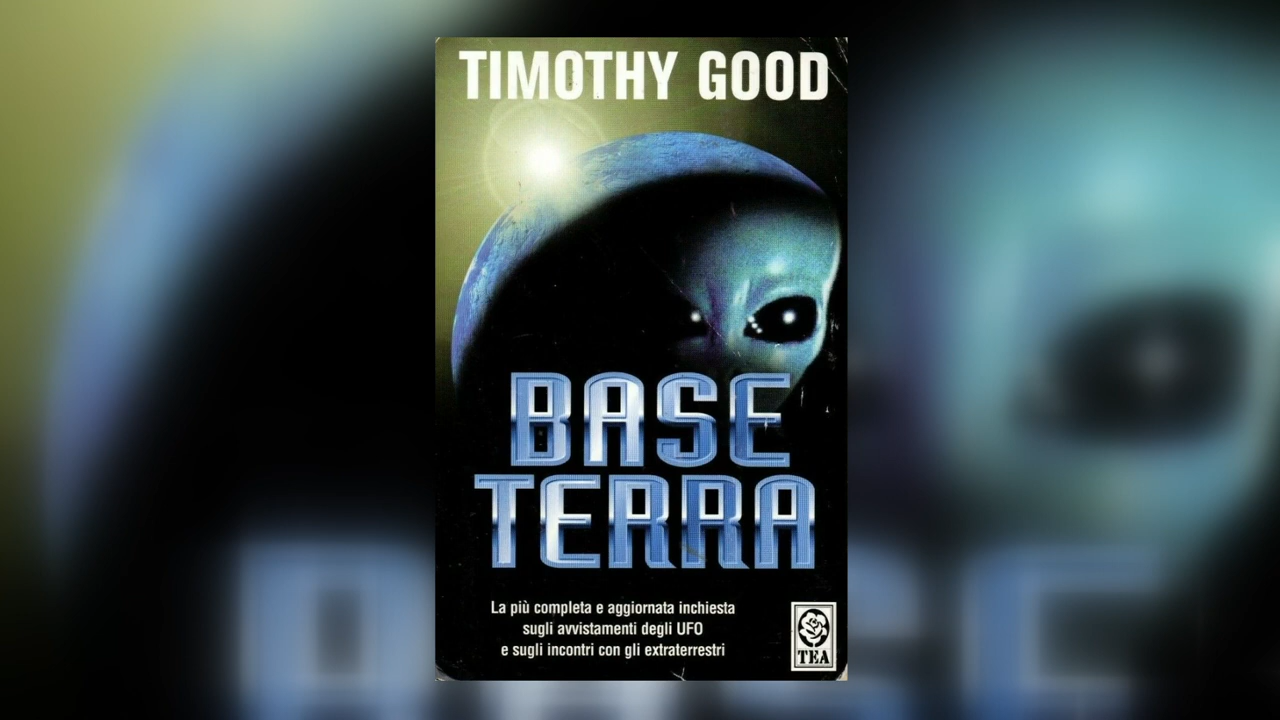 TIMOTHY GOOD
BASE
TERRA
La più completa e aggiornata inchiesta
sugli avvistamenti degli UFO
e sugli incontri con gli extraterrestri
TEA